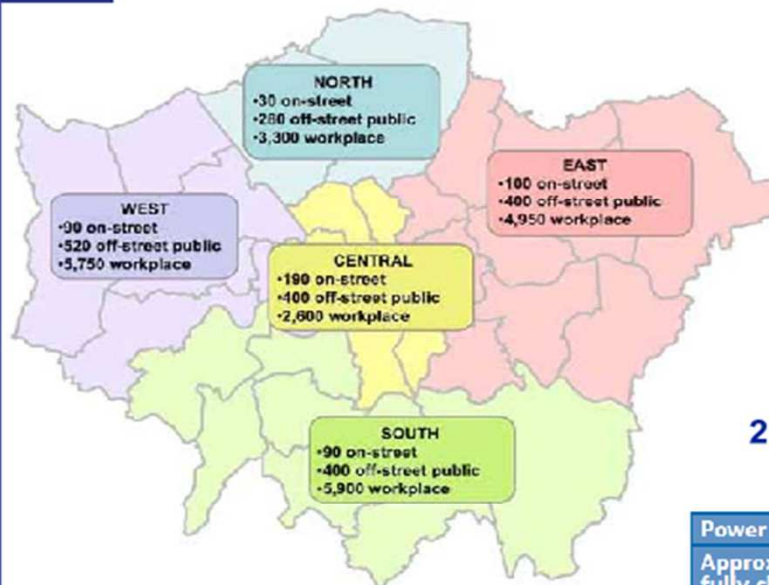 NORTH
•30 on-street
•280 off-street public
•3,300 workplace
EAST
•100 on-street
•400 off-street public
•4,950 workplace
WEST
•90 on-street
•520 off-street public
•5,750 workplace
CENTRAL
•190 on-street
•400 off-street public
•2,600 workplace
SOUTH
•90 on-street
•400 off-street public
•5,900 workplace
2
Power